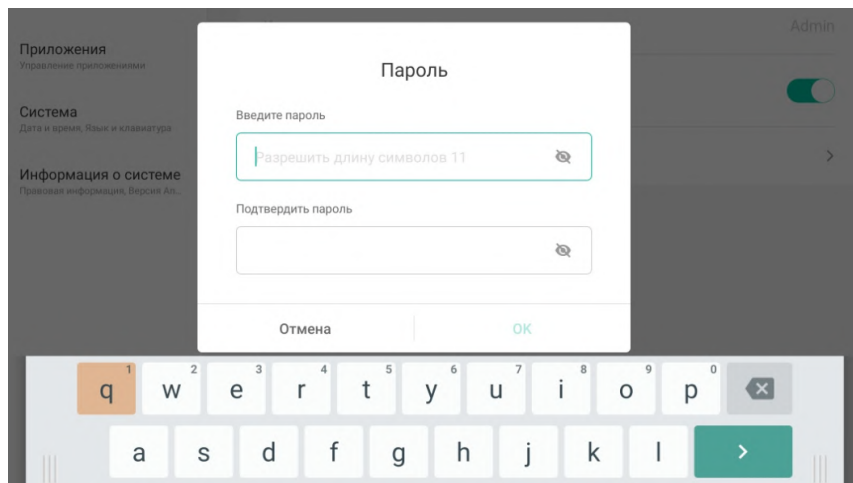 Admin
Приложения
Управление приложениями
Система
Дата и время, Язык и клавиатура
Информация о системе
Правовая информация, Версия An...
Пароль
Введите пароль
Разрешить длину символов 11
Подтвердить пароль
Отмена
OK
q 1 w 2 e 3 r 4 t 5 y 6 u 7 i 8 o 9 p 0
a s d f g h j k l